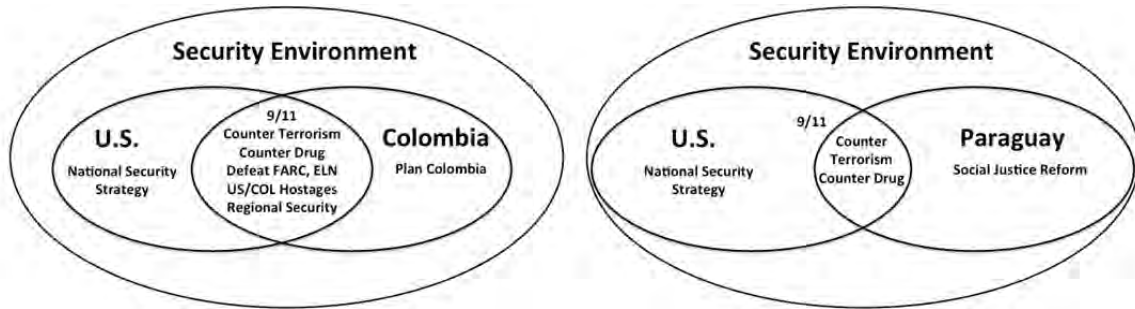 Security Environment
U.S.
National Security
Strategy
9/11
Counter Terrorism
Counter Drug
Defeat FARC, ELN
US/COL Hostages
Regional Security
Colombia
Plan Colombia
Security Environment
U.S.
National Security
Strategy
9/11
Counter
Terrorism
Counter Drug
Paraguay
Social Justice Reform